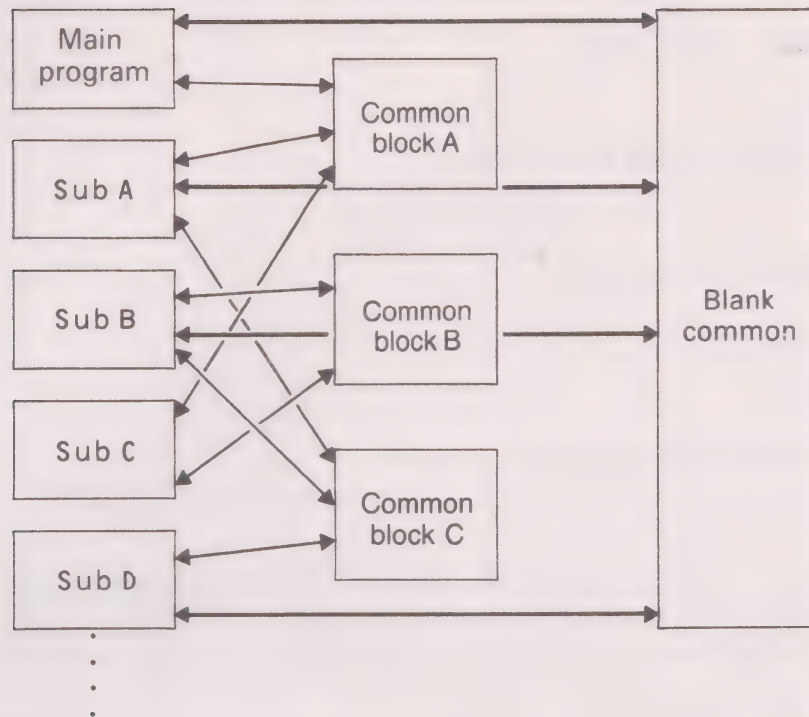 Main
program
Sub A
Sub B
Sub C
Sub D
Common
block A
Common
block B
Common
block C
Blank
common